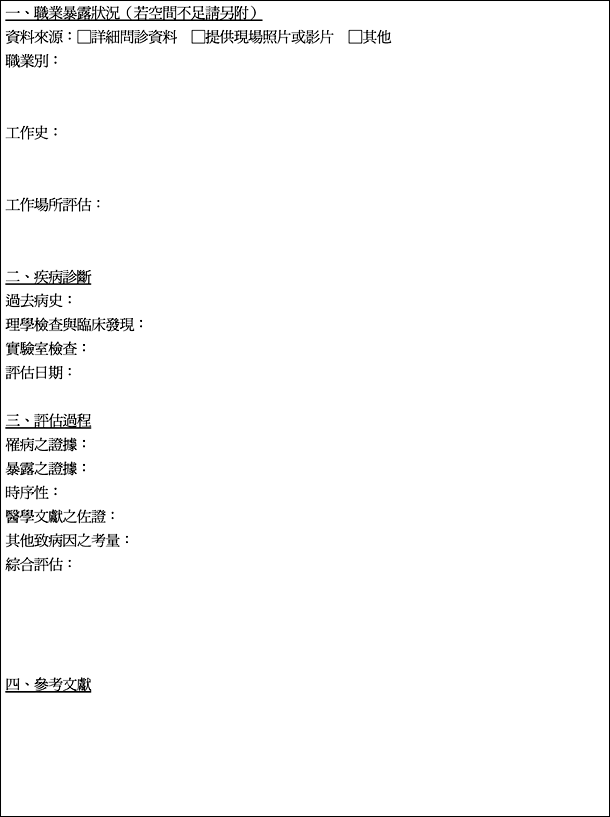 一、職業暴露狀況（若空間不足請另附）
資料來源：□詳細問診資料　□提供現場照片或影片　□其他
職業別：
工作史：
工作場所評估：
二、疾病診斷
過去病史：
理學檢查與臨床發現：
實驗室檢查：
評估日期：
三、評估過程
罹病之證據：
暴露之證據：
時序性：
醫學文獻之佐證：
其他致病因之考量：
綜合評估：
四、參考文獻